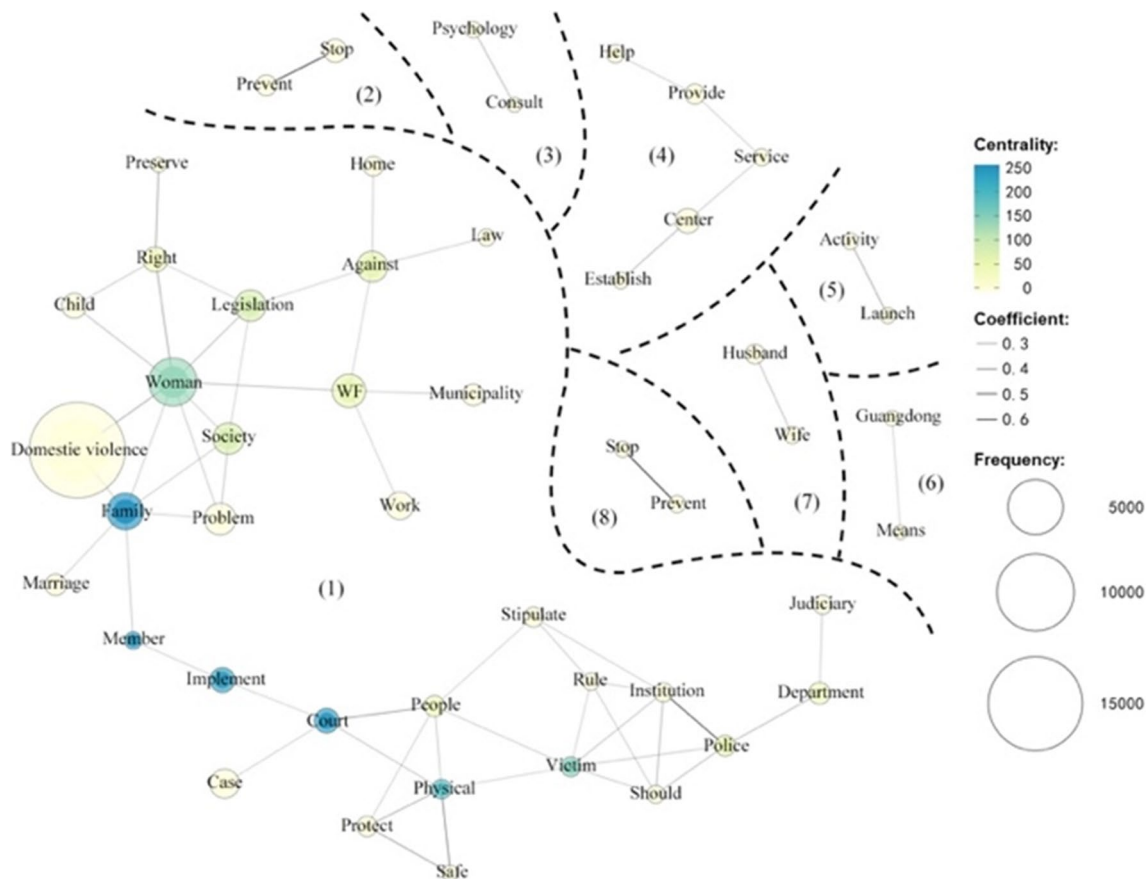 Stop
Prevent
(2)
Psychology
Consult
(3)
Help
Provide
Service
(4)
Center
Establish
Activity
(5)
Launch
Husband
Wife
(7)
Guangdong
(6)
Means
Stop
Prevent
(8)
Preserve
Home
Law
Right
Against
Child
Legislation
Woman
WF
Municipality
Domestic violence
Society
Family
Problem
Work
Marriage
(1)
Member
Implement
Court
People
Case
Physical
Protect
Safe
Stipulate
Rule
Institution
Victim
Police
Should
Judiciary
Department
Centrality:
250
200
150
100
50
0
Coefficient:
0. 3
0. 4
0. 5
0. 6
Frequency:
5000
10000
15000